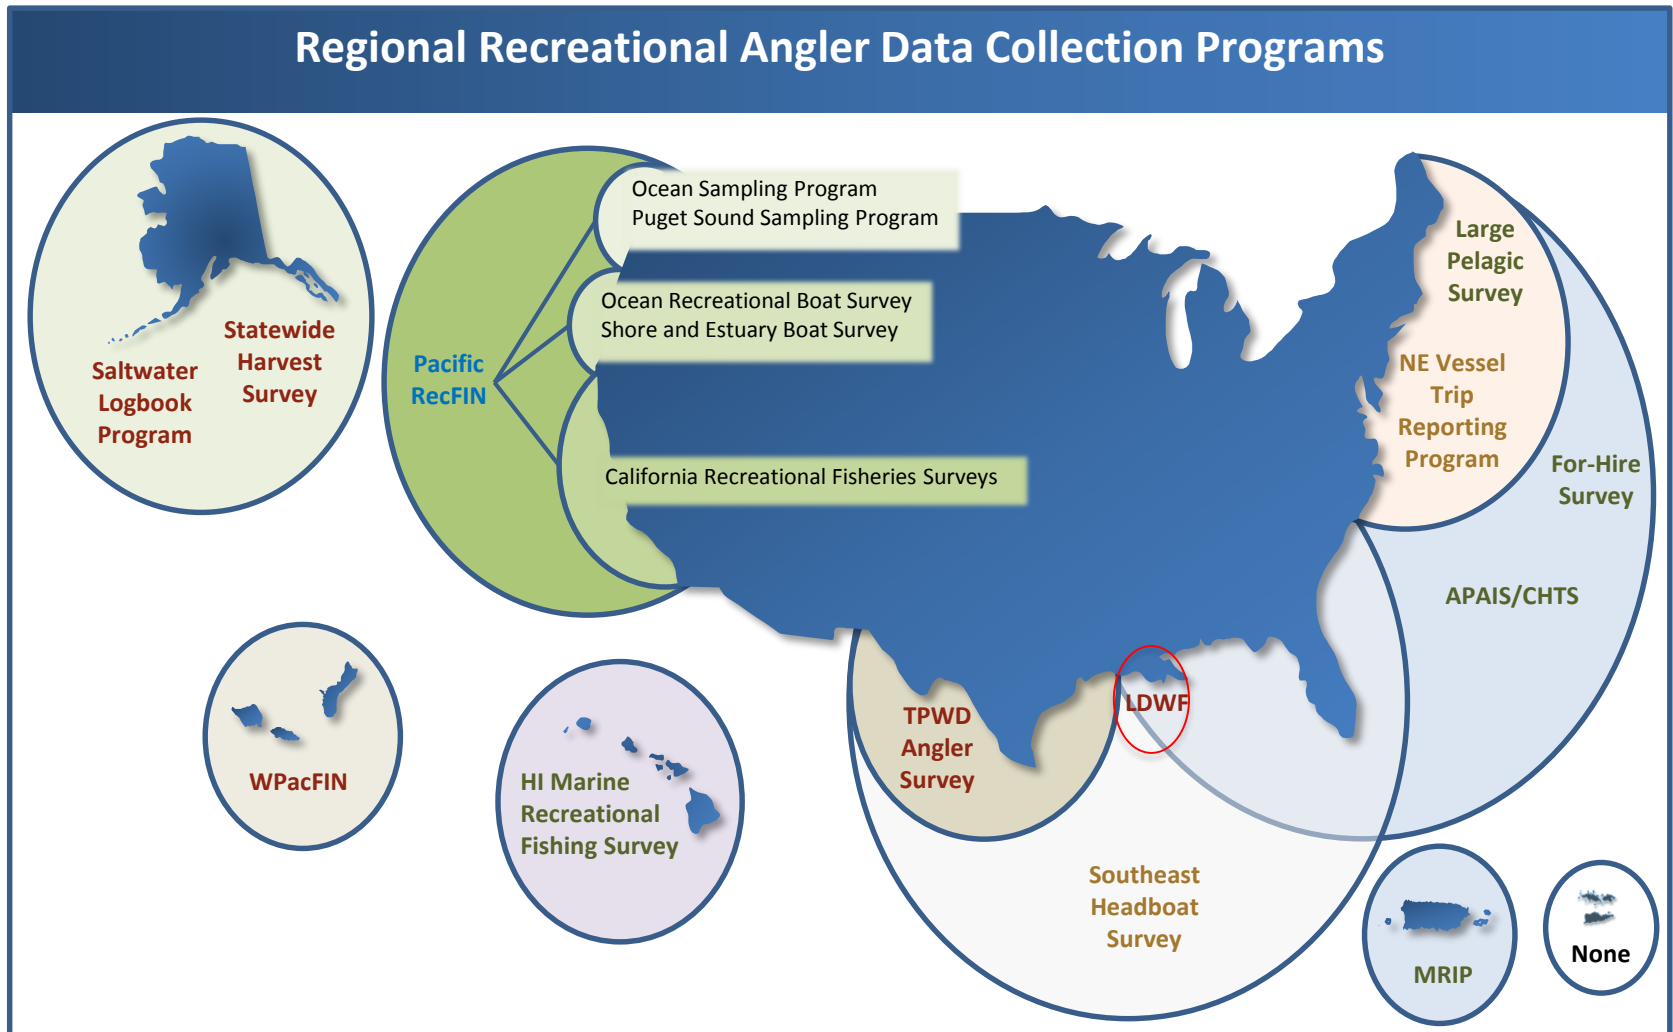 Regional Recreational Angler Data Collection Programs
Ocean Sampling Program
Puget Sound Sampling Program
Ocean Recreational Boat Survey
Shore and Estuary Boat Survey
Pacific
RecFIN
California Recreational Fisheries Surveys
Statewide
Harvest
Survey
Saltwater
Logbook
Program
Large
Pelagic
Survey
NE Vessel
Trip
Reporting
Program
For-Hire
Survey
APAIS/CHTS
WPacFIN
HI Marine
Recreational
Fishing Survey
TPWD
Angler
Survey
LDWF
Southeast
Headboat
Survey
MRIP
None